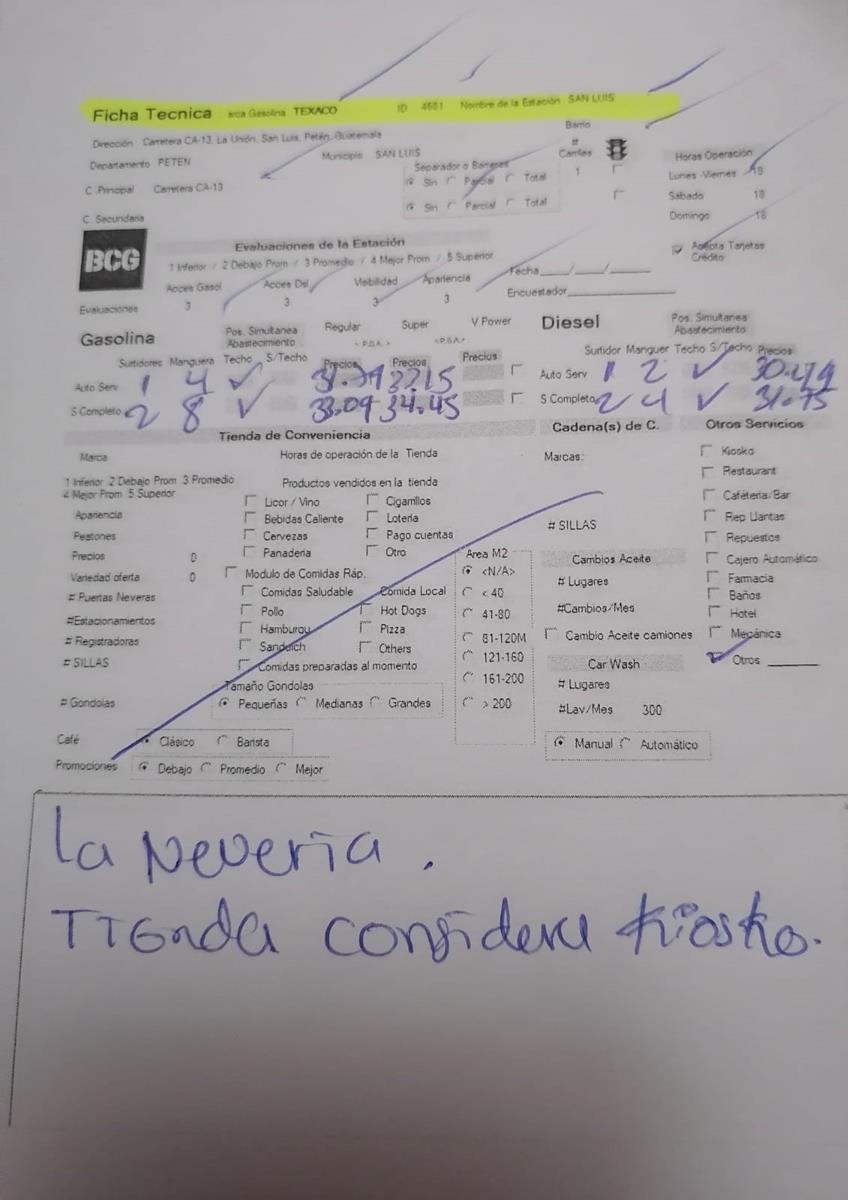 Ficha Tecnica arca Gasolina TEXACO ID 4681 Nombre de la Estación SAN LUIS
Dirección Carretera CA-13, La Unión, San Luis, Petén, Guatemala
Barrio
Departamento PETEN Municipio SAN LUIS
# Carriles
Horas Operación
C. Principal Carretera CA-13
Separador o Barreras
Sin Parcial Total 1
Lunes -Viernes 18
Sábado 18
C. Secundaria
Sin Parcial Total
Domingo 18
BCG
Evaluaciones de la Estación
1 Inferior / 2 Debajo Prom / 3 Promedio / 4 Mejor Prom / 5 Superior
Acepta Tarjetas Crédito
Acces Gasol Acces Dsl Visibilidad Apariencia
Fecha___/___/___
Evaluaciones 3 3 3 3
Encuestador
Gasolina
Pos. Simultanea Abastecimiento
Regular Super V Power
Diesel
Pos. Simultanea Abastecimiento
Surtidores Manguera Techo S/Techo Precios Precios Precios
Surtidor Manguer Techo S/Techo Precios
Auto Serv 1 4 ✓
Auto Serv 1 2 ✓ 30.49
S Completo 2 8 ✓ 33.09 34.45
S Completo 2 4 ✓ 31.75
Tienda de Conveniencia
Cadena(s) de C.
Otros Servicios
Marca Horas de operación de la Tienda
Marcas:
Kiosko
1 Inferior 2 Debajo Prom 3 Promedio
4 Mejor Prom 5 Superior
Productos vendidos en la tienda
Restaurant
Licor / Vino Cigarrillos
Cafétería/Bar
Apariencia
Bebidas Caliente Lotería
# SILLAS
Rep Llantas
Peatones
Cervezas Pago cuentas
Repuestos
Precios 0
Panaderia Otro
Area M2
Cambios Aceite
Cajero Automático
Variedad oferta 0
Modulo de Comidas Ráp.
<N/A>
# Lugares
Farmacia
# Puertas Neveras
Comidas Saludable Comida Local
< 40
Baños
#Estacionamientos
Pollo Hot Dogs
41-80
#Cambios/Mes
Hotel
# Registradoras
Hamburgu Pizza
81-120M
Cambio Aceite camiones
Mecánica
# SILLAS
Sandwich Others
121-160
Car Wash
Otros
Comidas preparadas al momento
161-200
# Lugares
Tamaño Gondolas
# Gondolas
Pequeñas Medianas Grandes
> 200
#Lav/Mes 300
Café Clásico Barista
Manual Automático
Promociones Debajo Promedio Mejor
La Nevería.
TIenda considera kiosko.